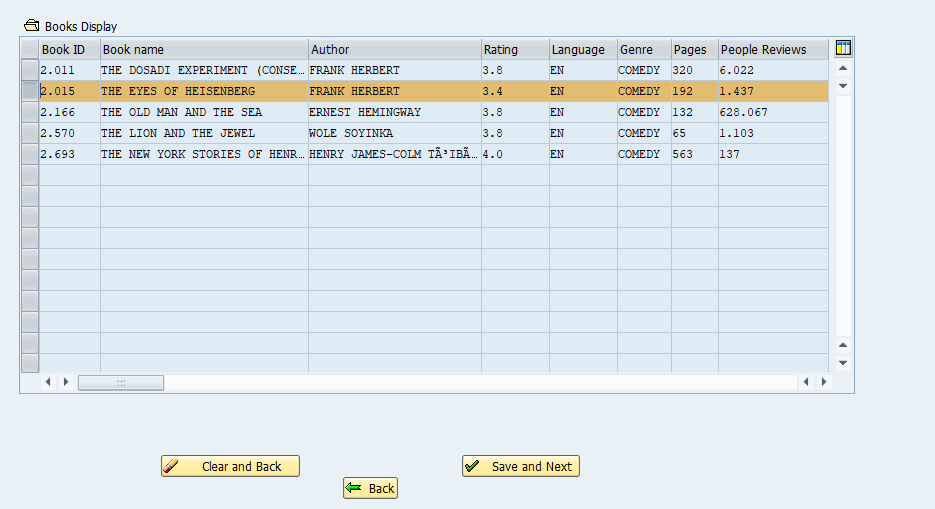 Books Display
Book ID Book name Author Rating Language Genre Pages People Reviews
2.011 THE DOSADI EXPERIMENT (CONSE… FRANK HERBERT 3.8 EN COMEDY 320 6.022
2.015 THE EYES OF HEISENBERG FRANK HERBERT 3.4 EN COMEDY 192 1.437
2.166 THE OLD MAN AND THE SEA ERNEST HEMINGWAY 3.8 EN COMEDY 132 628.067
2.570 THE LION AND THE JEWEL WOLE SOYINKA 3.8 EN COMEDY 65 1.103
2.693 THE NEW YORK STORIES OF HENR… HENRY JAMES-COLM TÃ³IBÃ… 4.0 EN COMEDY 563 137
Clear and Back Save and Next
Back